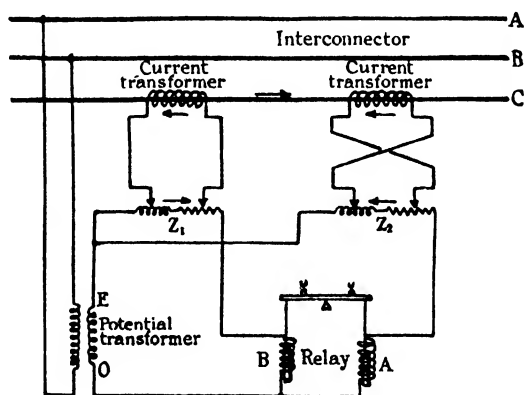 A
Interconnector
B
Current
transformer
Current
transformer
C
Z₁
Z₂
E
Potential
transformer
O
B
Relay
A